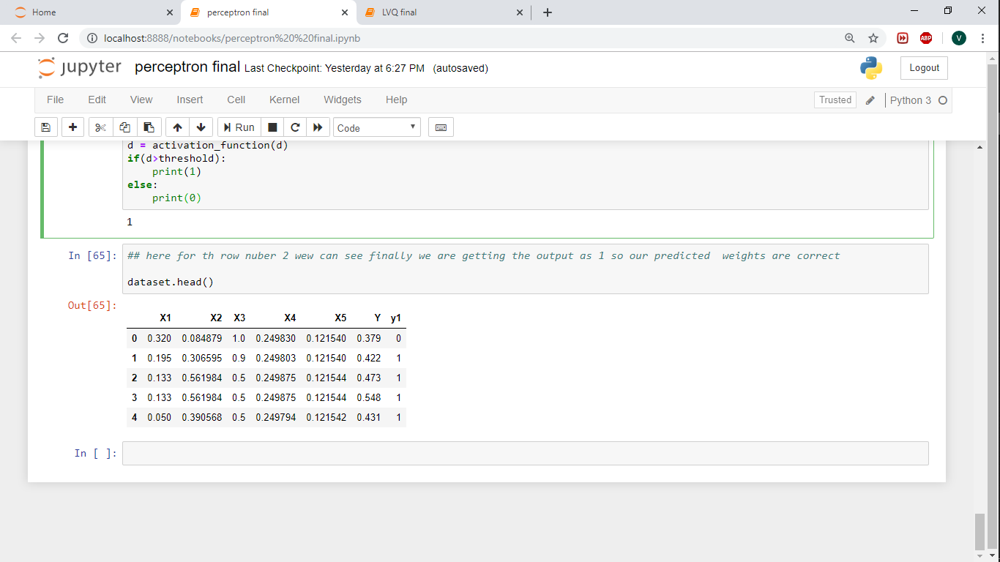 Home
perceptron final
LVQ final
localhost:8888/notebooks/perceptron%20%20final.ipynb
ABP
V
jupyter perceptron final Last Checkpoint: Yesterday at 6:27 PM (autosaved)
Logout
File Edit View Insert Cell Kernel Widgets Help
Trusted
Python 3
Run
Code
d = activation_function(d)
if(d>threshold):
    print(1)
else:
    print(0)
1
In [65]: ## here for th row nuber 2 wew can see finally we are getting the output as 1 so our predicted  weights are correct
dataset.head()
Out[65]:
X1 X2 X3 X4 X5 Y y1
0 0.320 0.084879 1.0 0.249830 0.121540 0.379 0
1 0.195 0.306595 0.9 0.249803 0.121540 0.422 1
2 0.133 0.561984 0.5 0.249875 0.121544 0.473 1
3 0.133 0.561984 0.5 0.249875 0.121544 0.548 1
4 0.050 0.390568 0.5 0.249794 0.121542 0.431 1
In [ ]: